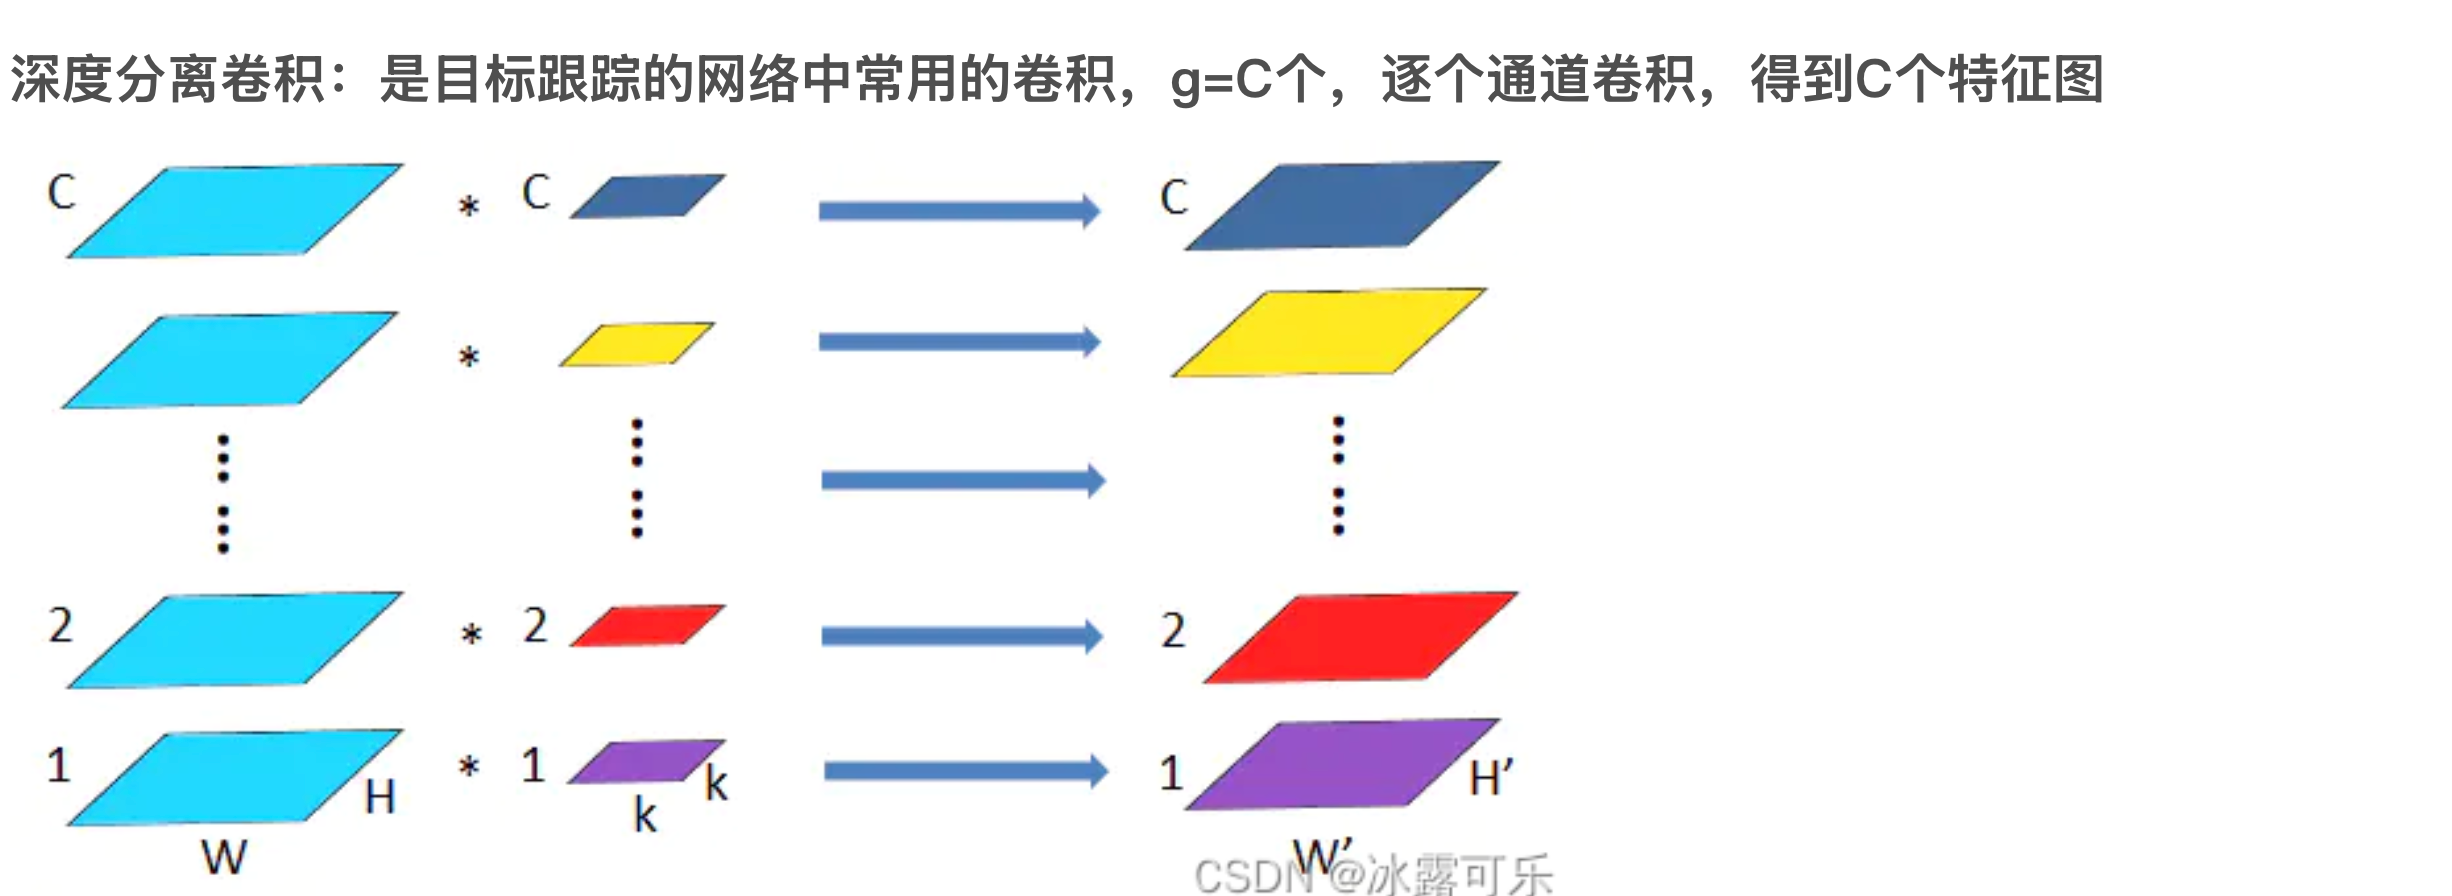 深度分离卷积：是目标跟踪的网络中常用的卷积，g=C个，逐个通道卷积，得到C个特征图
C * C C
*
2 * 2 2
1 H * 1 k 1 H’
W k W’
CSDN @冰露可乐